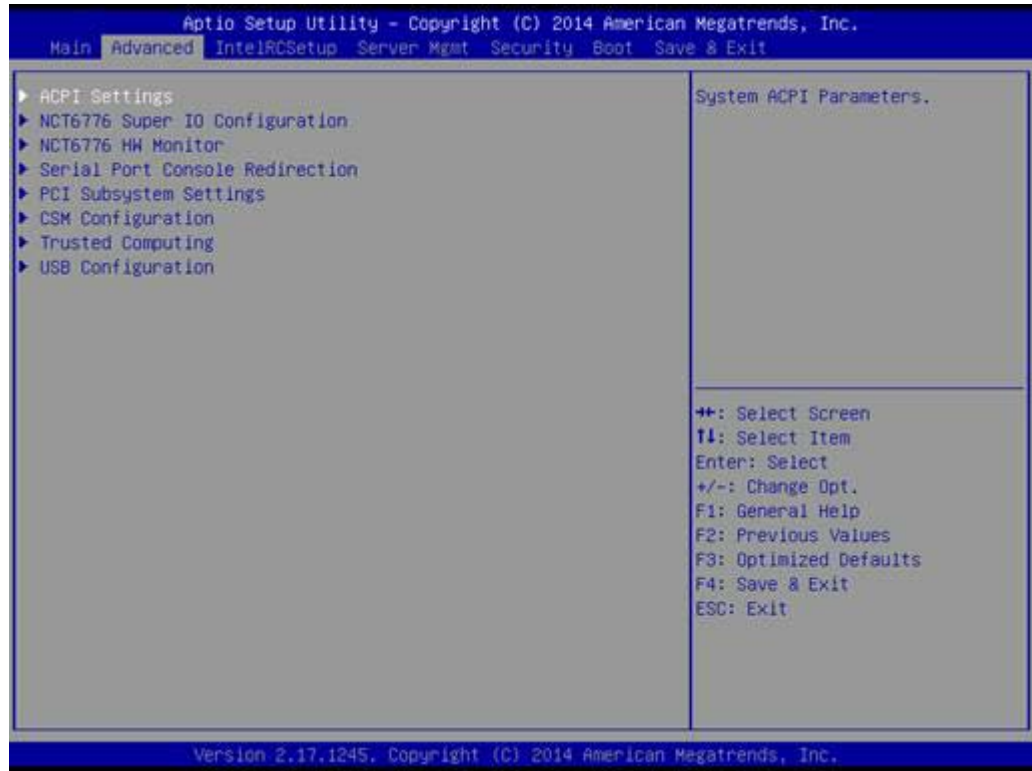 Aptio Setup Utility – Copyright (C) 2014 American Megatrends, Inc.
Main Advanced IntelRCSetup Server Mgmt Security Boot Save & Exit
ACPI Settings
NCT6776 Super IO Configuration
NCT6776 HW Monitor
Serial Port Console Redirection
PCI Subsystem Settings
CSM Configuration
Trusted Computing
USB Configuration
System ACPI Parameters.
→←: Select Screen
↑↓: Select Item
Enter: Select
+/-: Change Opt.
F1: General Help
F2: Previous Values
F3: Optimized Defaults
F4: Save & Exit
ESC: Exit
Version 2.17.1245. Copyright (C) 2014 American Megatrends, Inc.